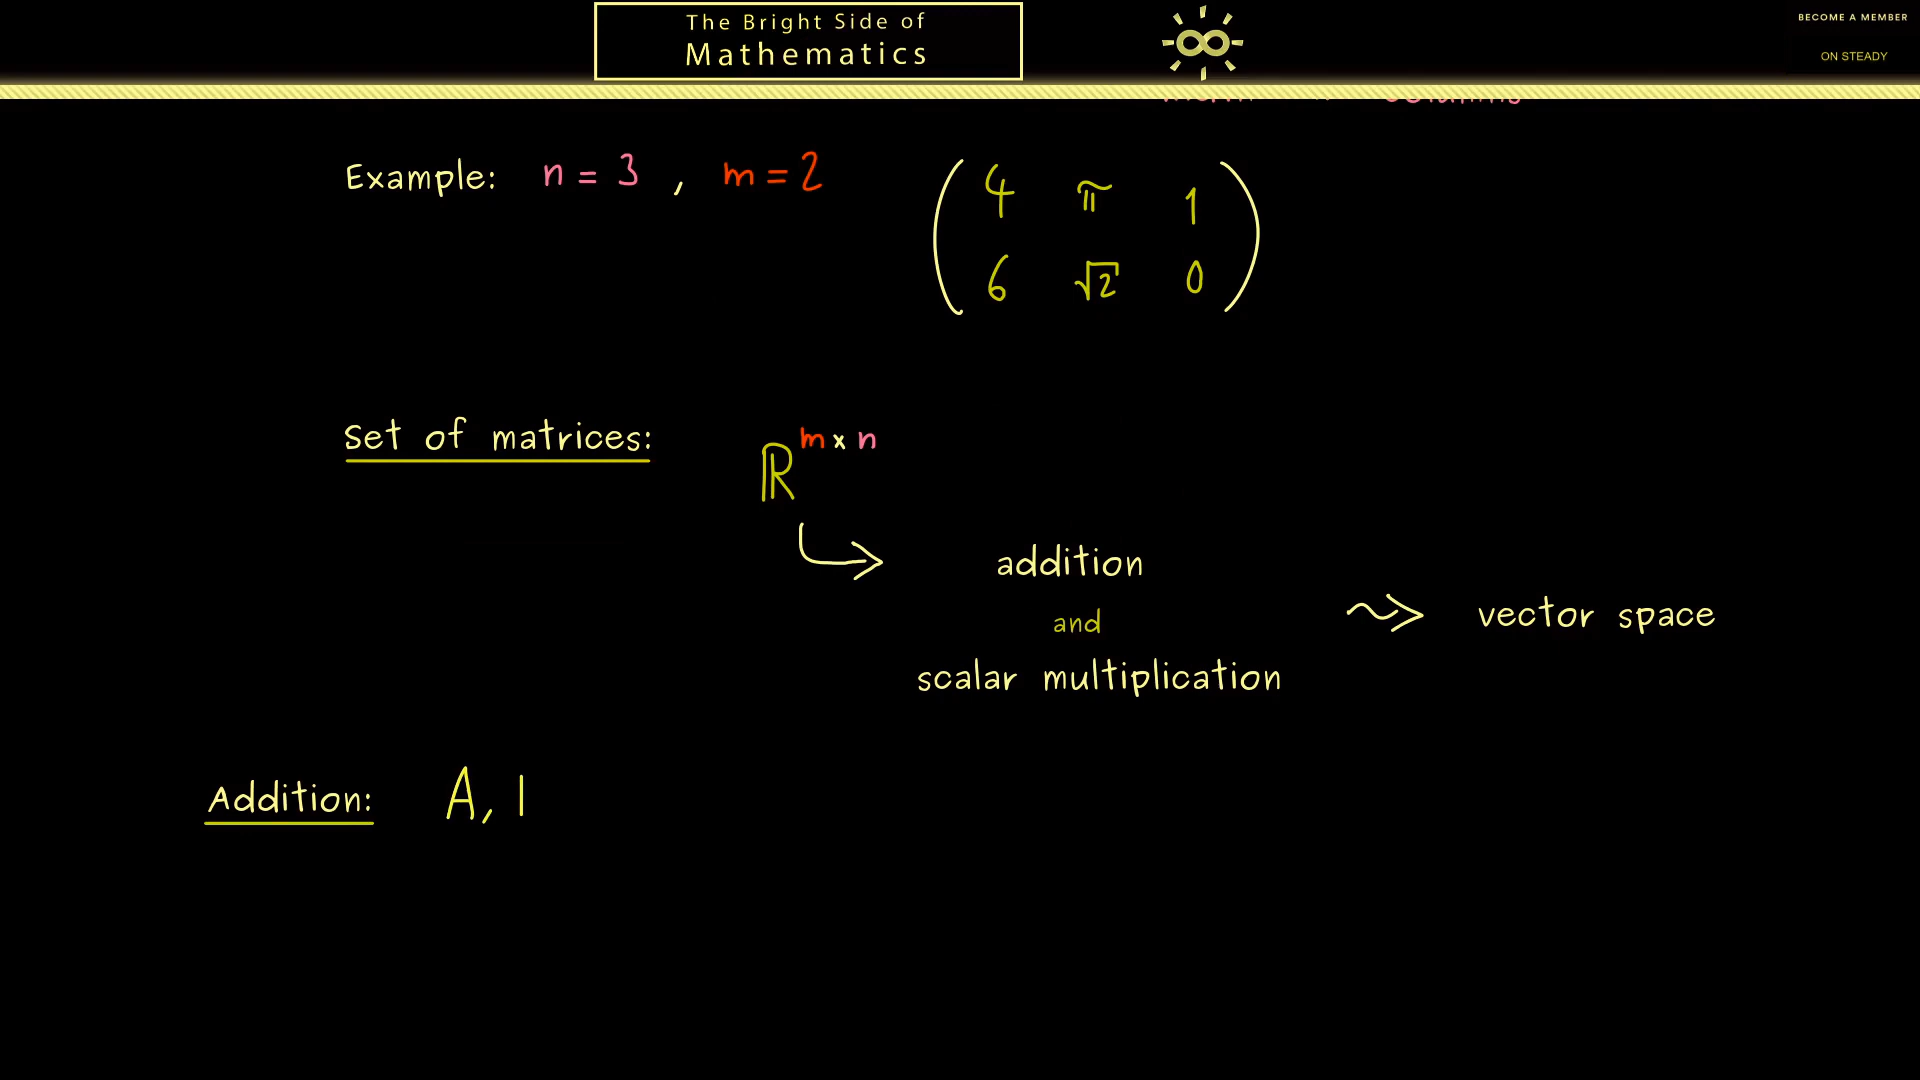 The Bright Side of
Mathematics
BECOME A MEMBER
ON STEADY
Example: n = 3 , m = 2
4 π 1
6 √2 0
Set of matrices: ℝ^{m×n}
addition
and
scalar multiplication
vector space
Addition: A, |